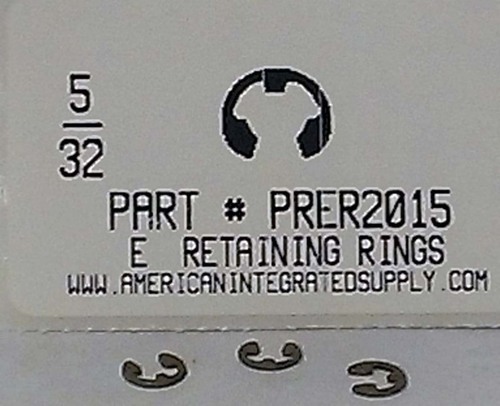 5
32
PART # PRER2015
E RETAINING RINGS
WWW.AMERICANINTEGRATEDSUPPLY.COM